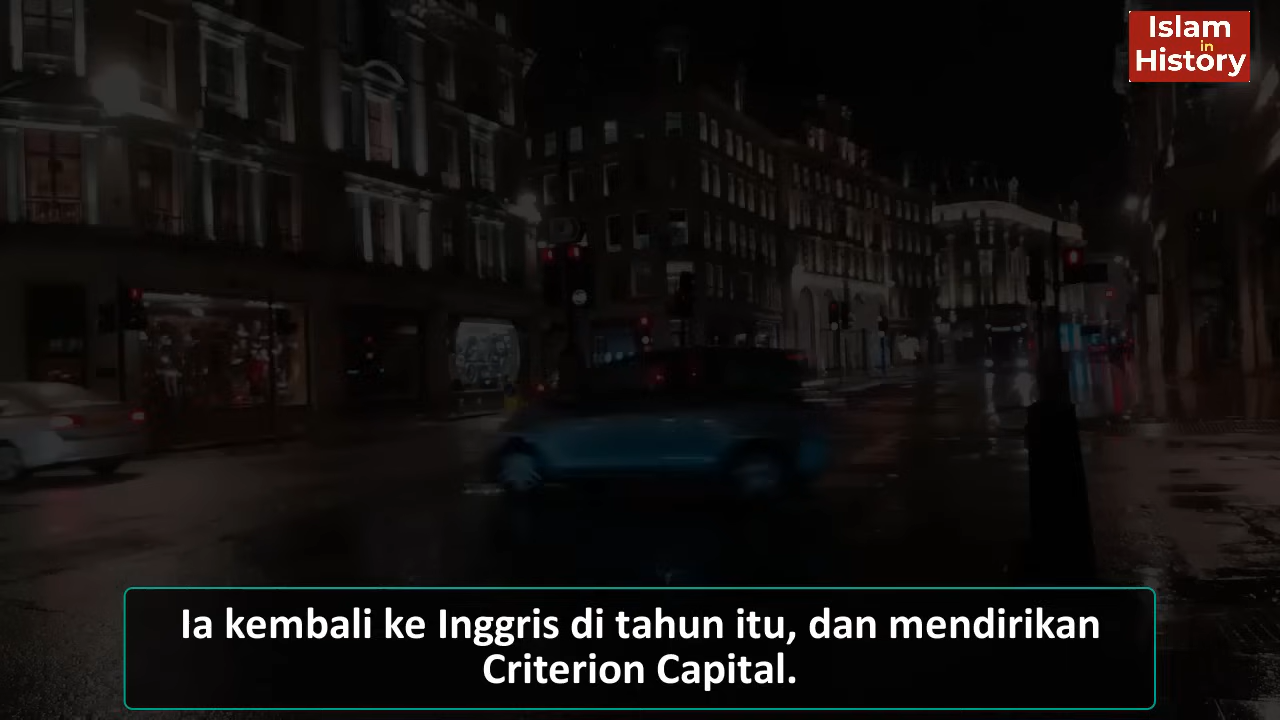 Islam
in
History
Ia kembali ke Inggris di tahun itu, dan mendirikan
Criterion Capital.